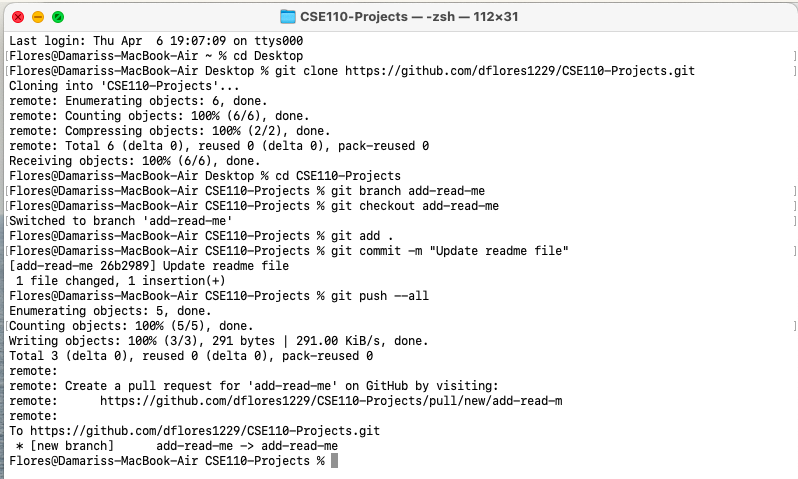 CSE110-Projects — -zsh — 112×31
Last login: Thu Apr  6 19:07:09 on ttys000
[Flores@Damariss-MacBook-Air ~ % cd Desktop ]
[Flores@Damariss-MacBook-Air Desktop % git clone https://github.com/dflores1229/CSE110-Projects.git ]
Cloning into 'CSE110-Projects'...
remote: Enumerating objects: 6, done.
remote: Counting objects: 100% (6/6), done.
remote: Compressing objects: 100% (2/2), done.
remote: Total 6 (delta 0), reused 0 (delta 0), pack-reused 0
Receiving objects: 100% (6/6), done.
Flores@Damariss-MacBook-Air Desktop % cd CSE110-Projects
[Flores@Damariss-MacBook-Air CSE110-Projects % git branch add-read-me ]
[Flores@Damariss-MacBook-Air CSE110-Projects % git checkout add-read-me ]
[Switched to branch 'add-read-me' ]
Flores@Damariss-MacBook-Air CSE110-Projects % git add .
[Flores@Damariss-MacBook-Air CSE110-Projects % git commit -m "Update readme file" ]
[add-read-me 26b2989] Update readme file
 1 file changed, 1 insertion(+)
Flores@Damariss-MacBook-Air CSE110-Projects % git push --all
Enumerating objects: 5, done.
[Counting objects: 100% (5/5), done. ]
Writing objects: 100% (3/3), 291 bytes | 291.00 KiB/s, done.
Total 3 (delta 0), reused 0 (delta 0), pack-reused 0
remote:
remote: Create a pull request for 'add-read-me' on GitHub by visiting:
remote:      https://github.com/dflores1229/CSE110-Projects/pull/new/add-read-m
remote:
To https://github.com/dflores1229/CSE110-Projects.git
 * [new branch]      add-read-me -> add-read-me
Flores@Damariss-MacBook-Air CSE110-Projects %